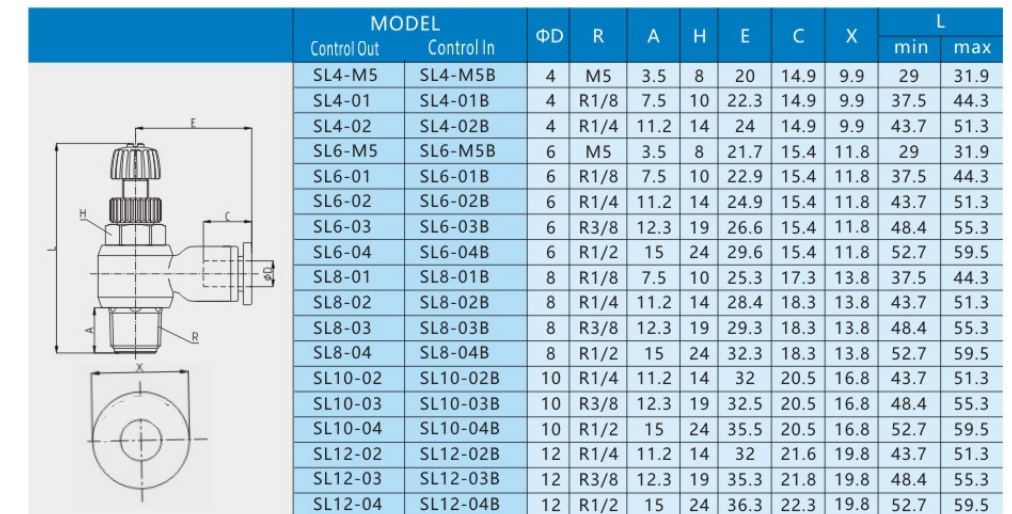 MODEL ΦD R A H E C X L
Control Out Control In min max
SL4-M5 SL4-M5B 4 M5 3.5 8 20 14.9 9.9 29 31.9
SL4-01 SL4-01B 4 R1/8 7.5 10 22.3 14.9 9.9 37.5 44.3
SL4-02 SL4-02B 4 R1/4 11.2 14 24 14.9 9.9 43.7 51.3
SL6-M5 SL6-M5B 6 M5 3.5 8 21.7 15.4 11.8 29 31.9
SL6-01 SL6-01B 6 R1/8 7.5 10 22.9 15.4 11.8 37.5 44.3
SL6-02 SL6-02B 6 R1/4 11.2 14 24.9 15.4 11.8 43.7 51.3
SL6-03 SL6-03B 6 R3/8 12.3 19 26.6 15.4 11.8 48.4 55.3
SL6-04 SL6-04B 6 R1/2 15 24 29.6 15.4 11.8 52.7 59.5
SL8-01 SL8-01B 8 R1/8 7.5 10 25.3 17.3 13.8 37.5 44.3
SL8-02 SL8-02B 8 R1/4 11.2 14 28.4 18.3 13.8 43.7 51.3
SL8-03 SL8-03B 8 R3/8 12.3 19 29.3 18.3 13.8 48.4 55.3
SL8-04 SL8-04B 8 R1/2 15 24 32.3 18.3 13.8 52.7 59.5
SL10-02 SL10-02B 10 R1/4 11.2 14 32 20.5 16.8 43.7 51.3
SL10-03 SL10-03B 10 R3/8 12.3 19 32.5 20.5 16.8 48.4 55.3
SL10-04 SL10-04B 10 R1/2 15 24 35.5 20.5 16.8 52.7 59.5
SL12-02 SL12-02B 12 R1/4 11.2 14 32 21.6 19.8 43.7 51.3
SL12-03 SL12-03B 12 R3/8 12.3 19 35.3 21.8 19.8 48.4 55.3
SL12-04 SL12-04B 12 R1/2 15 24 36.3 22.3 19.8 52.7 59.5
E
H
C
L
ΦD
A
R
X